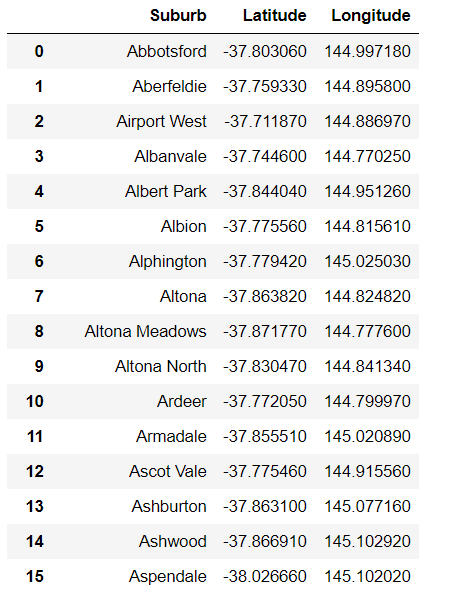 Suburb Latitude Longitude
0 Abbotsford -37.803060 144.997180
1 Aberfeldie -37.759330 144.895800
2 Airport West -37.711870 144.886970
3 Albanvale -37.744600 144.770250
4 Albert Park -37.844040 144.951260
5 Albion -37.775560 144.815610
6 Alphington -37.779420 145.025030
7 Altona -37.863820 144.824820
8 Altona Meadows -37.871770 144.777600
9 Altona North -37.830470 144.841340
10 Ardeer -37.772050 144.799970
11 Armadale -37.855510 145.020890
12 Ascot Vale -37.775460 144.915560
13 Ashburton -37.863100 145.077160
14 Ashwood -37.866910 145.102920
15 Aspendale -38.026660 145.102020